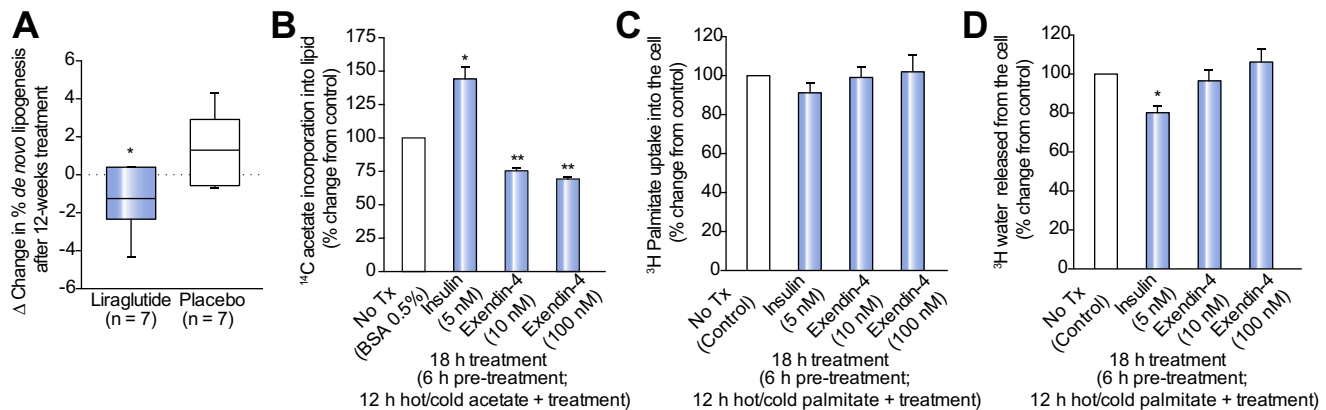 A
Δ Change in % de novo lipogenesis
after 12-weeks treatment
6
4
2
0
-2
-4
-6
*
Liraglutide
(n = 7)
Placebo
(n = 7)
B
¹⁴C acetate incorporation into lipid
(% change from control)
175
150
125
100
75
50
25
0
*
**
**
No Tx
(BSA 0.5%)
Insulin
(5 nM)
Exendin-4
(10 nM)
Exendin-4
(100 nM)
18 h treatment
(6 h pre-treatment;
12 h hot/cold acetate + treatment)
C
³H Palmitate uptake into the cell
(% change from control)
120
100
80
60
40
20
0
No Tx
(Control)
Insulin
(5 nM)
Exendin-4
(10 nM)
Exendin-4
(100 nM)
18 h treatment
(6 h pre-treatment;
12 h hot/cold palmitate + treatment)
D
³H water released from the cell
(% change from control)
120
100
80
60
40
20
0
*
No Tx
(Control)
Insulin
(5 nM)
Exendin-4
(10 nM)
Exendin-4
(100 nM)
18 h treatment
(6 h pre-treatment;
12 h hot/cold palmitate + treatment)